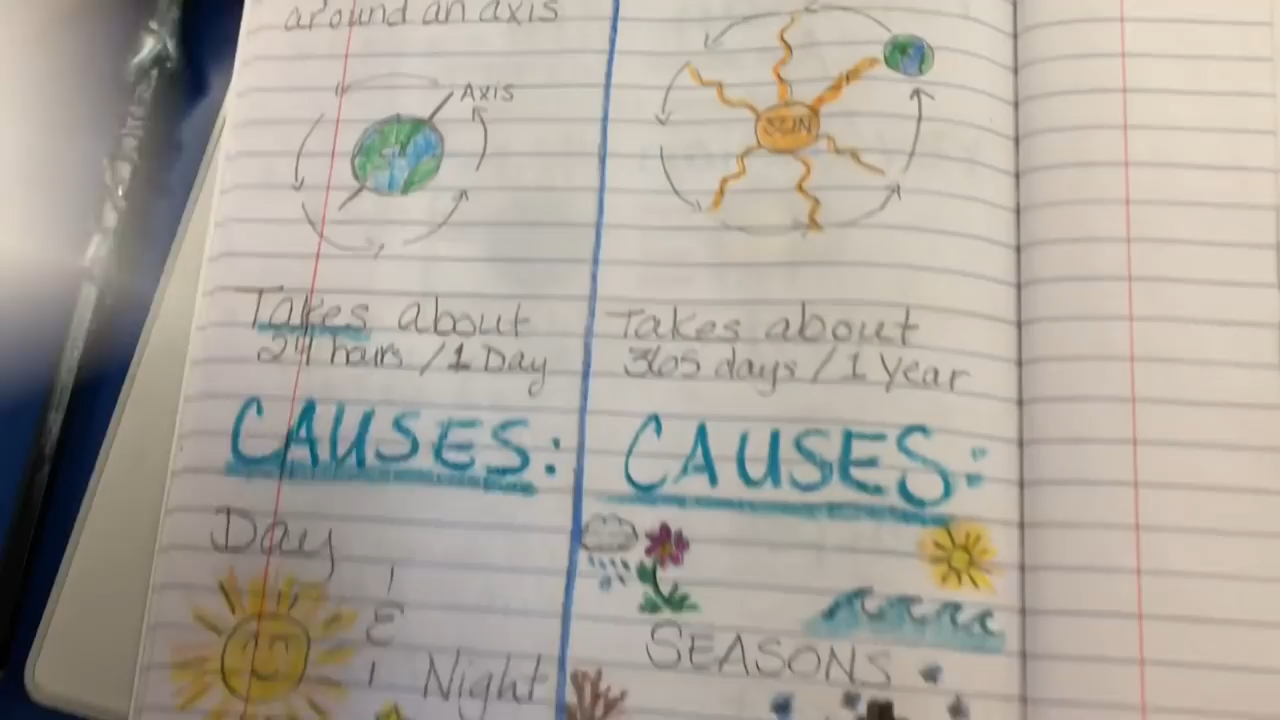 around an axis
AXIS
Takes about
24 hours / 1 Day
CAUSES:
Day
&
Night
SUN
Takes about
365 days / 1 Year
CAUSES:
SEASONS